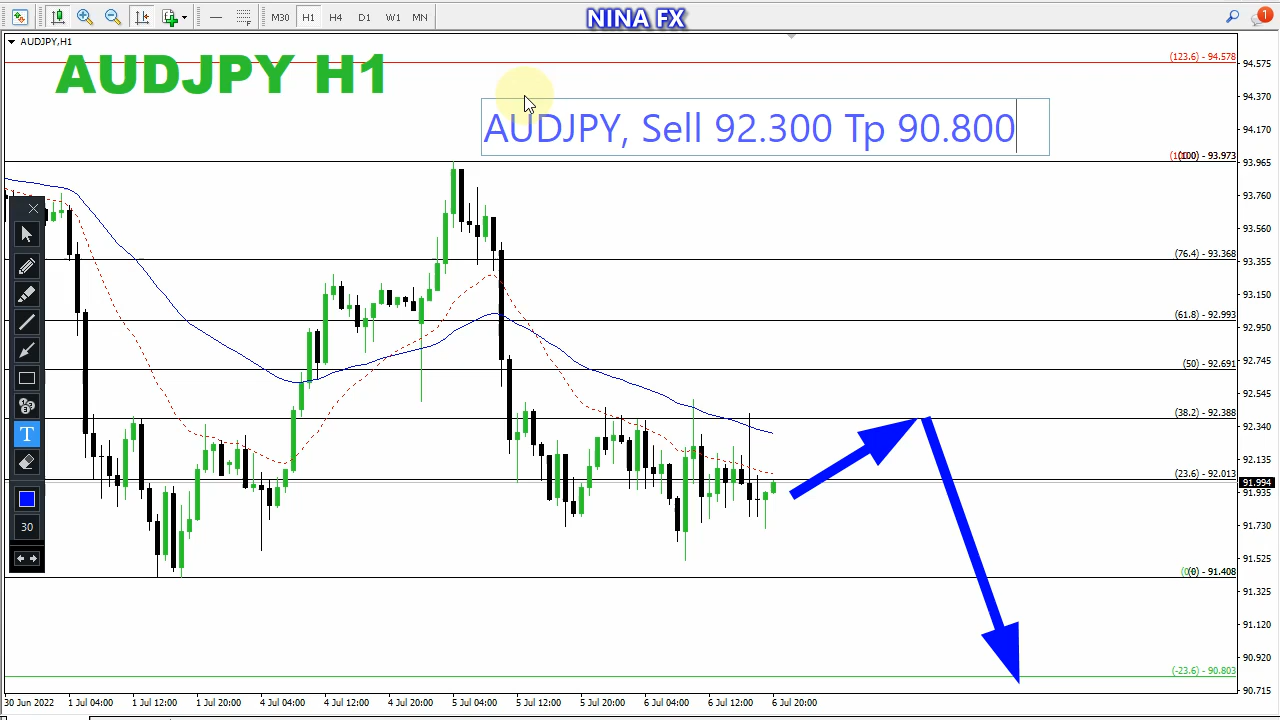 M30 H1 H4 D1 W1 MN
NINA FX
1
AUDJPY,H1
AUDJPY H1
AUDJPY, Sell 92.300 Tp 90.800
(123.6) - 94.578
(100) - 93.973
(76.4) - 93.368
(61.8) - 92.993
(50) - 92.691
(38.2) - 92.388
(23.6) - 92.013
(0) - 91.408
(-23.6) - 90.803
94.575
94.370
94.170
93.965
93.760
93.560
93.355
93.150
92.950
92.745
92.545
92.340
92.135
91.994
91.935
91.730
91.525
91.325
91.120
90.920
90.715
T
30
30 Jun 2022 1 Jul 04:00 1 Jul 12:00 1 Jul 20:00 4 Jul 04:00 4 Jul 12:00 4 Jul 20:00 5 Jul 04:00 5 Jul 12:00 5 Jul 20:00 6 Jul 04:00 6 Jul 12:00 6 Jul 20:00